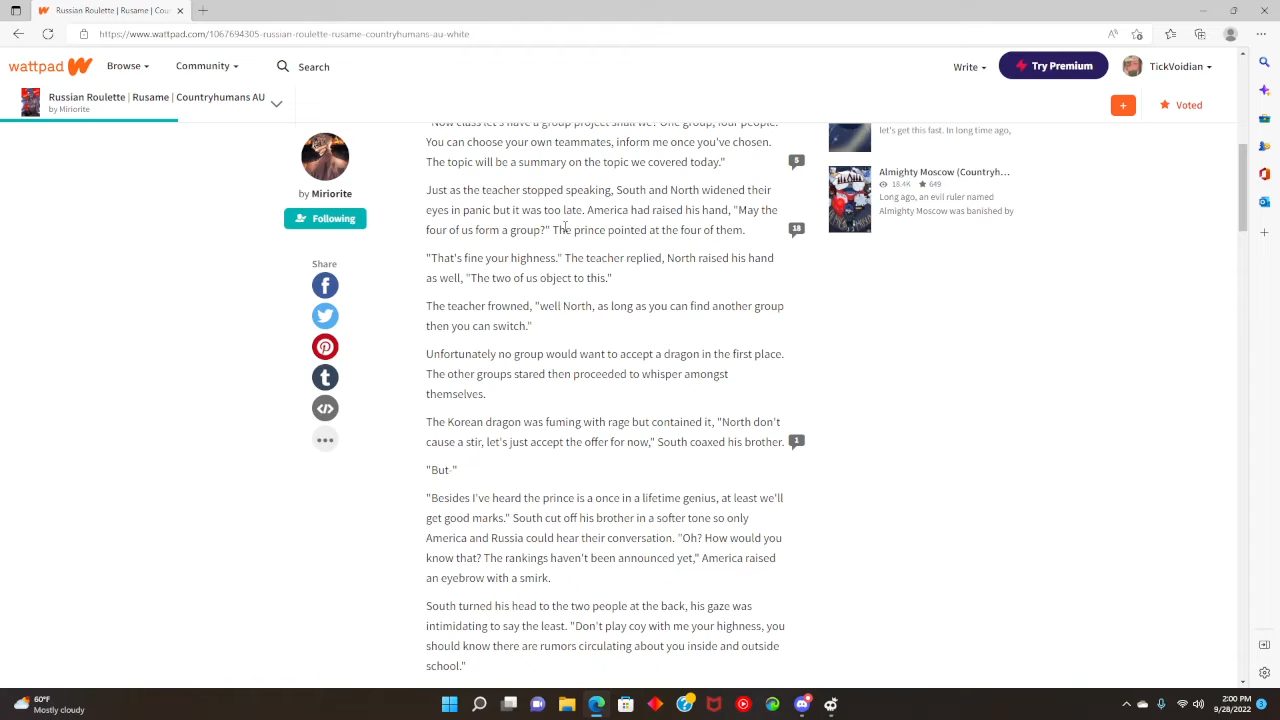 Russian Roulette | Rusame | Cou
https://www.wattpad.com/1067694305-russian-roulette-rusame-countryhumans-au-white
wattpad
Browse
Community
Search
Write
Try Premium
TickVoidian
Russian Roulette | Rusame | Countryhumans AU
by Miriorite
+
Voted
by Miriorite
Following
Share
"Now class let's have a group project shall we? One group, four people.
You can choose your own teammates, inform me once you've chosen.
The topic will be a summary on the topic we covered today."
5
Just as the teacher stopped speaking, South and North widened their
eyes in panic but it was too late. America had raised his hand, "May the
four of us form a group?" The prince pointed at the four of them.
18
"That's fine your highness." The teacher replied, North raised his hand
as well, "The two of us object to this."
The teacher frowned, "well North, as long as you can find another group
then you can switch."
Unfortunately no group would want to accept a dragon in the first place.
The other groups stared then proceeded to whisper amongst
themselves.
The Korean dragon was fuming with rage but contained it, "North don't
cause a stir, let's just accept the offer for now," South coaxed his brother.
1
"But-"
"Besides I've heard the prince is a once in a lifetime genius, at least we'll
get good marks." South cut off his brother in a softer tone so only
America and Russia could hear their conversation. "Oh? How would you
know that? The rankings haven't been announced yet," America raised
an eyebrow with a smirk.
South turned his head to the two people at the back, his gaze was
intimidating to say the least. "Don't play coy with me your highness, you
should know there are rumors circulating about you inside and outside
school."
let's get this fast. In long time ago,
Almighty Moscow (Countryh...
16.4K 649
Long ago, an evil ruler named
Almighty Moscow was banished by
60°F
Mostly cloudy
2:00 PM
9/28/2022